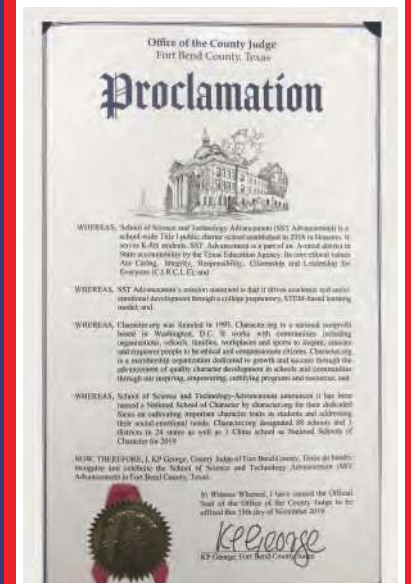 Office of the County Judge
Fort Bend County, Texas
Proclamation
WHEREAS, School of Science and Technology Advancement (SST Advancement) is a
school-wide Title I public charter school established in 2016 in Houston. It
serves K-8th students. SST Advancement is a part of an A-rated district in
State accountability by the Texas Education Agency. Its core ethical values
Are Caring, Integrity, Responsibility, Citizenship and Leadership for
Everyone (C.I.R.C.L.E); and
WHEREAS, SST Advancement's mission statement is that it drives academic and social-
emotional development through a college preparatory, STEM-based learning
model; and
WHEREAS, Character.org was founded in 1993. Character.org is a national nonprofit
based in Washington, D.C. It works with communities including
organizations, schools, families, workplaces and sports to inspire,
and empower people to be ethical and compassionate citizens. Character.org
is a membership organization dedicated to growth and success through the
advancement of quality character development in schools and communities
through our inspiring, empowering, certifying programs and resources; and
WHEREAS, School of Science and Technology-Advancement announces it has been
named a National School of Character by character.org for their dedicated
focus on cultivating important character traits in students and addressing
their social-emotional needs. Character.org designated 88 schools and 3
districts in 24 states as well as 1 China school as National Schools of
Character for 2019
NOW, THEREFORE, I, KP George, County Judge of Fort Bend County, Texas do hereby
recognize and celebrate the School of Science and Technology Advancement
Advancement in Fort Bend County, Texas.
In Witness Whereof, I have caused the Official
Seal of the Office of the County Judge to be
affixed this 15th day of November 2019
KP George
KP George, Fort Bend County Judge